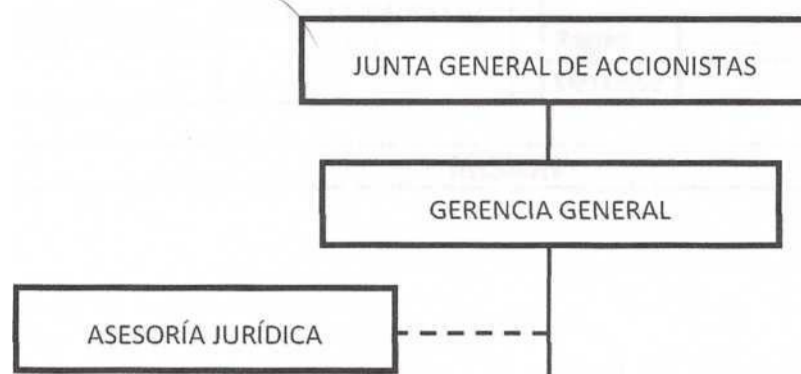 JUNTA GENERAL DE ACCIONISTAS
GERENCIA GENERAL
ASESORÍA JURÍDICA